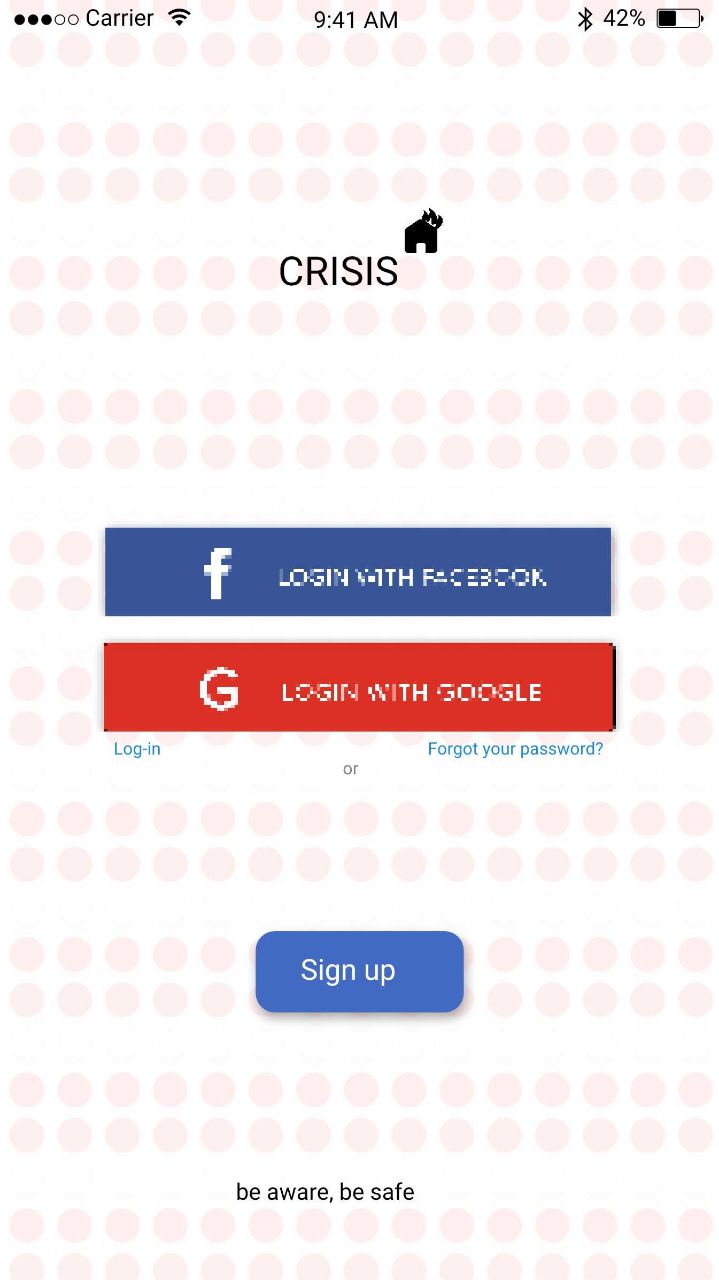 ●●●○○ Carrier 9:41 AM 42%
CRISIS
f LOGIN WITH FACEBOOK
G LOGIN WITH GOOGLE
Log-in Forgot your password?
or
Sign up
be aware, be safe